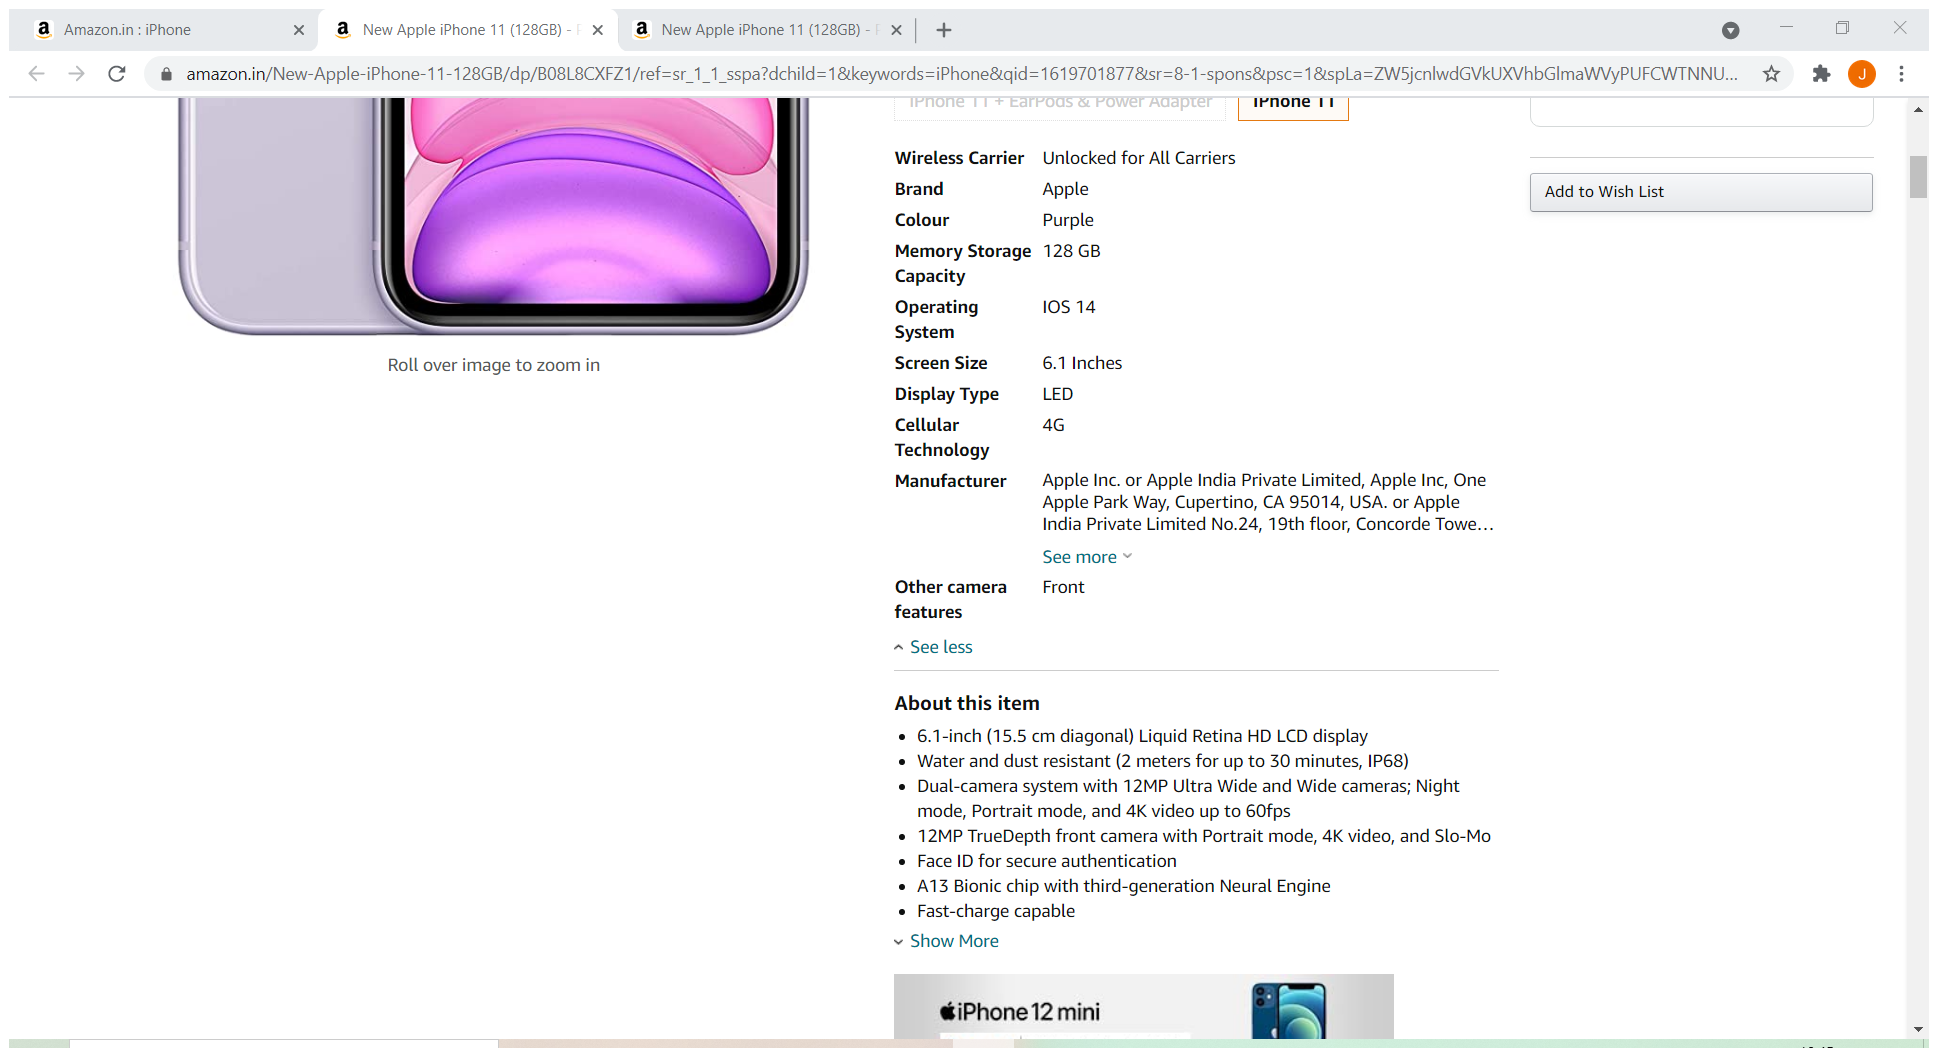 Amazon.in : iPhone
New Apple iPhone 11 (128GB) -
New Apple iPhone 11 (128GB) -
amazon.in/New-Apple-iPhone-11-128GB/dp/B08L8CXFZ1/ref=sr_1_1_sspa?dchild=1&keywords=iPhone&qid=1619701877&sr=8-1-spons&psc=1&spLa=ZW5jcnlwdGVkUXVhbGlmaWVyPUFCWTNNU...
J
iPhone 11 + EarPods & Power Adapter
iPhone 11
Wireless Carrier Unlocked for All Carriers
Add to Wish List
Brand Apple
Colour Purple
Memory Storage 128 GB
Capacity
Operating IOS 14
System
Roll over image to zoom in
Screen Size 6.1 Inches
Display Type LED
Cellular 4G
Technology
Manufacturer Apple Inc. or Apple India Private Limited, Apple Inc, One
Apple Park Way, Cupertino, CA 95014, USA. or Apple
India Private Limited No.24, 19th floor, Concorde Towe...
See more
Other camera Front
features
See less
About this item
• 6.1-inch (15.5 cm diagonal) Liquid Retina HD LCD display
• Water and dust resistant (2 meters for up to 30 minutes, IP68)
• Dual-camera system with 12MP Ultra Wide and Wide cameras; Night
mode, Portrait mode, and 4K video up to 60fps
• 12MP TrueDepth front camera with Portrait mode, 4K video, and Slo-Mo
• Face ID for secure authentication
• A13 Bionic chip with third-generation Neural Engine
• Fast-charge capable
Show More
iPhone 12 mini